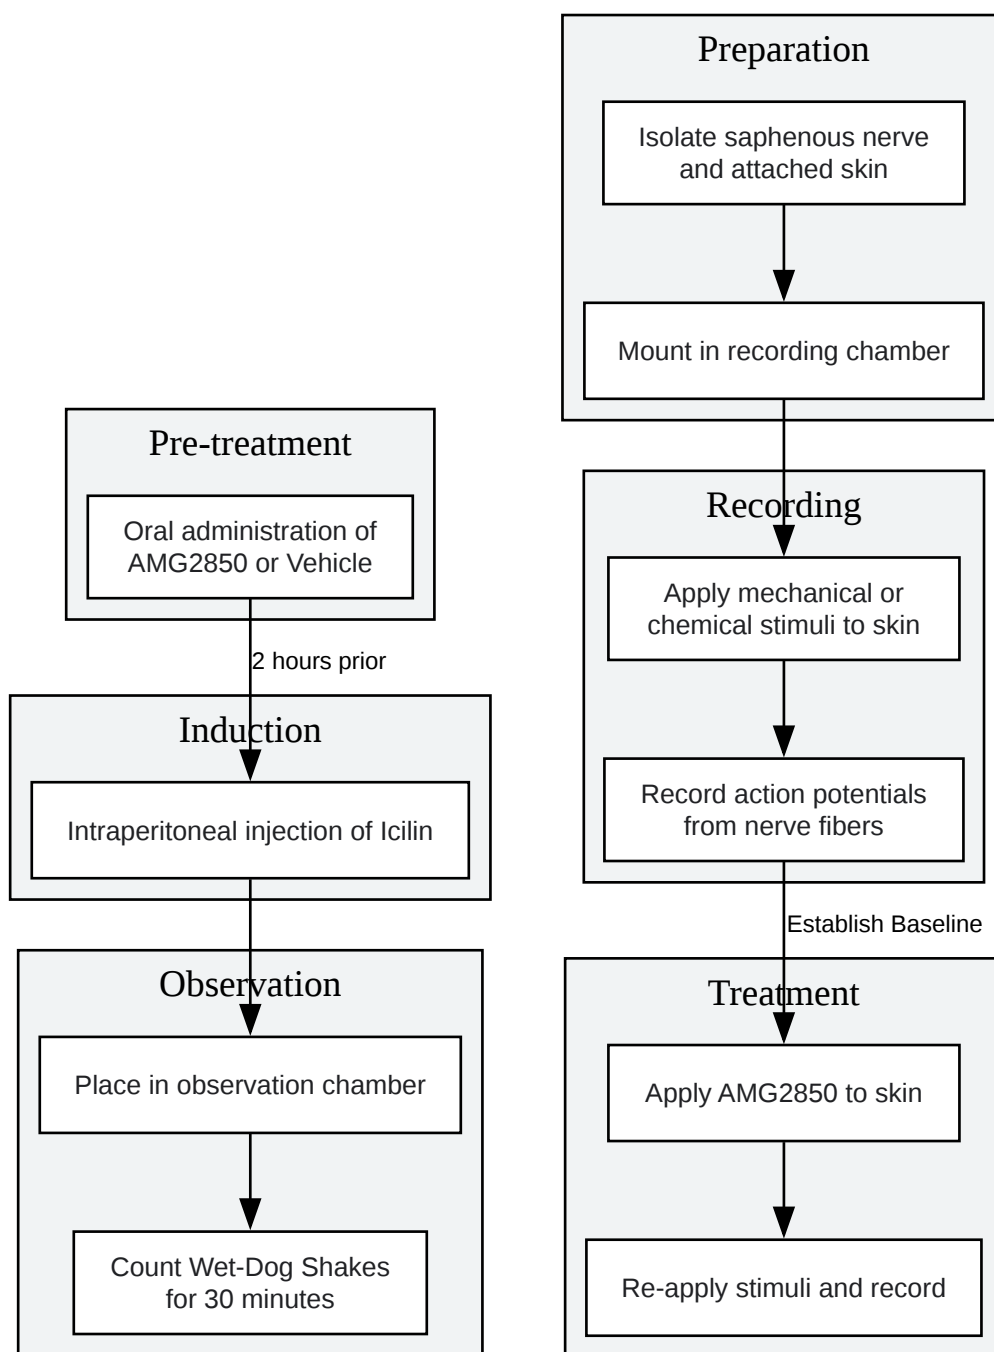 Pre-treatment
Oral administration of
AMG2850 or Vehicle
2 hours prior
Induction
Intraperitoneal injection of Icilin
Observation
Place in observation chamber
Count Wet-Dog Shakes
for 30 minutes
Preparation
Isolate saphenous nerve
and attached skin
Mount in recording chamber
Recording
Apply mechanical or
chemical stimuli to skin
Record action potentials
from nerve fibers
Establish Baseline
Treatment
Apply AMG2850 to skin
Re-apply stimuli and record